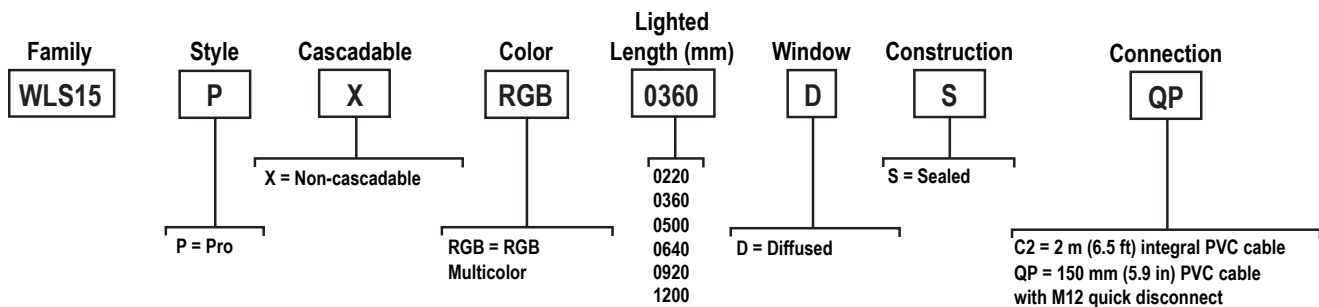 Family
Style
Cascadable
Color
Lighted
Length (mm)
Window
Construction
Connection
WLS15
P
X
RGB
0360
D
S
QP
P = Pro
X = Non-cascadable
RGB = RGB
Multicolor
0220
0360
0500
0640
0920
1200
D = Diffused
S = Sealed
C2 = 2 m (6.5 ft) integral PVC cable
QP = 150 mm (5.9 in) PVC cable
with M12 quick disconnect